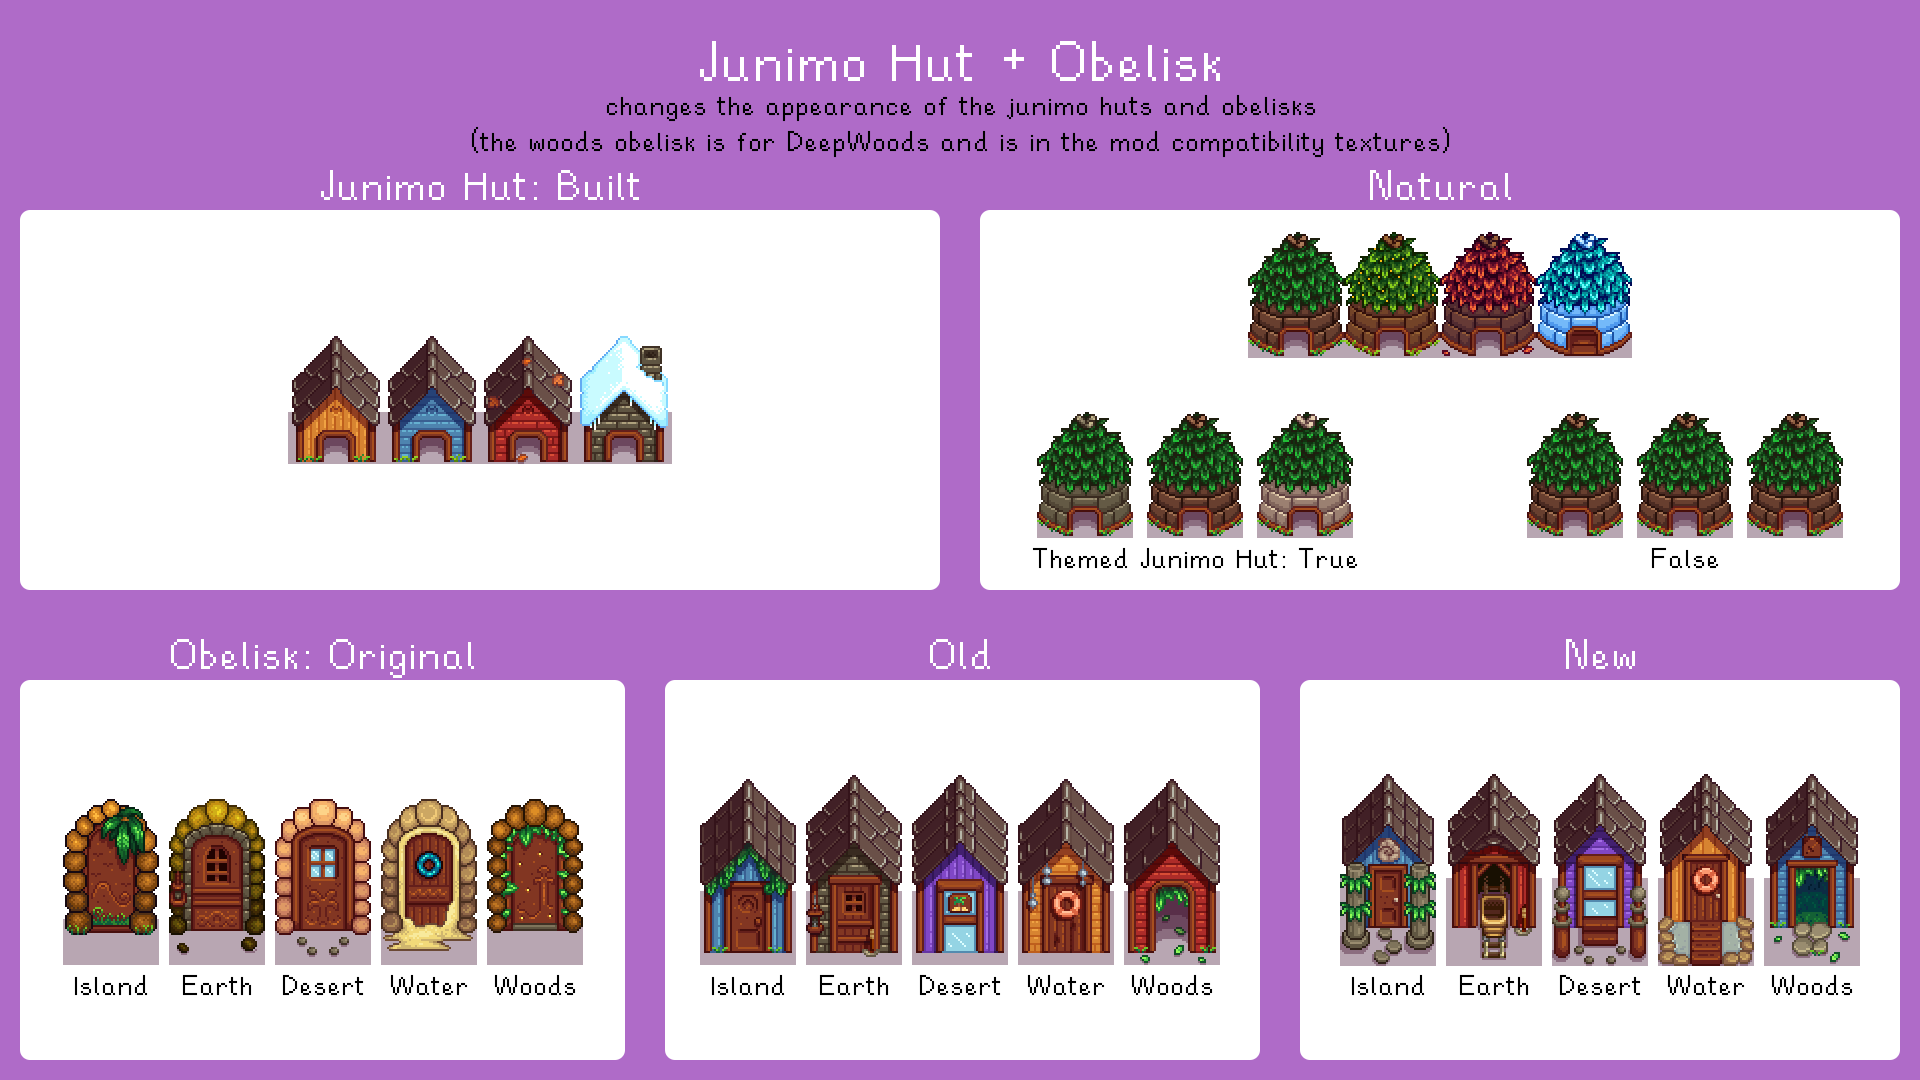 Junimo Hut + Obelisk
changes the appearance of the junimo huts and obelisks
(the woods obelisk is for DeepWoods and is in the mod compatibility textures)
Junimo Hut: Built
Natural
Themed Junimo Hut: True
False
Obelisk: Original
Old
New
Island Earth Desert Water Woods
Island Earth Desert Water Woods
Island Earth Desert Water Woods